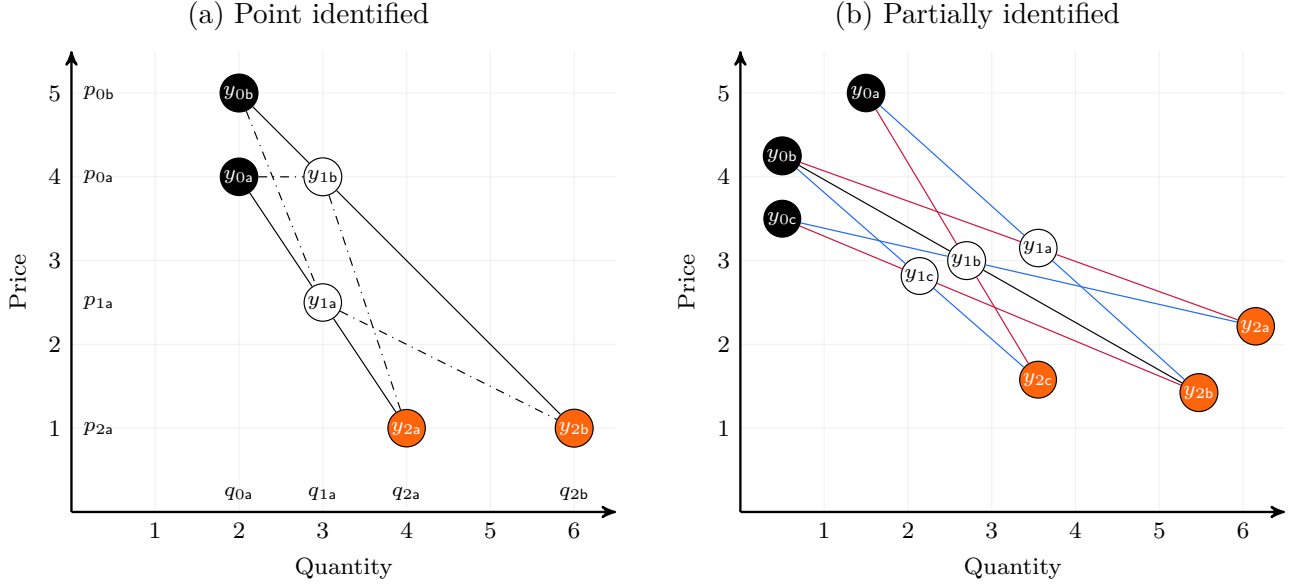 (a) Point identified
Price
5
4
3
2
1
p0b
p0a
p1a
p2a
y0b
y0a
y1b
y1a
y2a
y2b
q0a
q1a
q2a
q2b
1 2 3 4 5 6
Quantity
(b) Partially identified
Price
5
4
3
2
1
y0a
y0b
y0c
y1a
y1b
y1c
y2a
y2c
y2b
1 2 3 4 5 6
Quantity